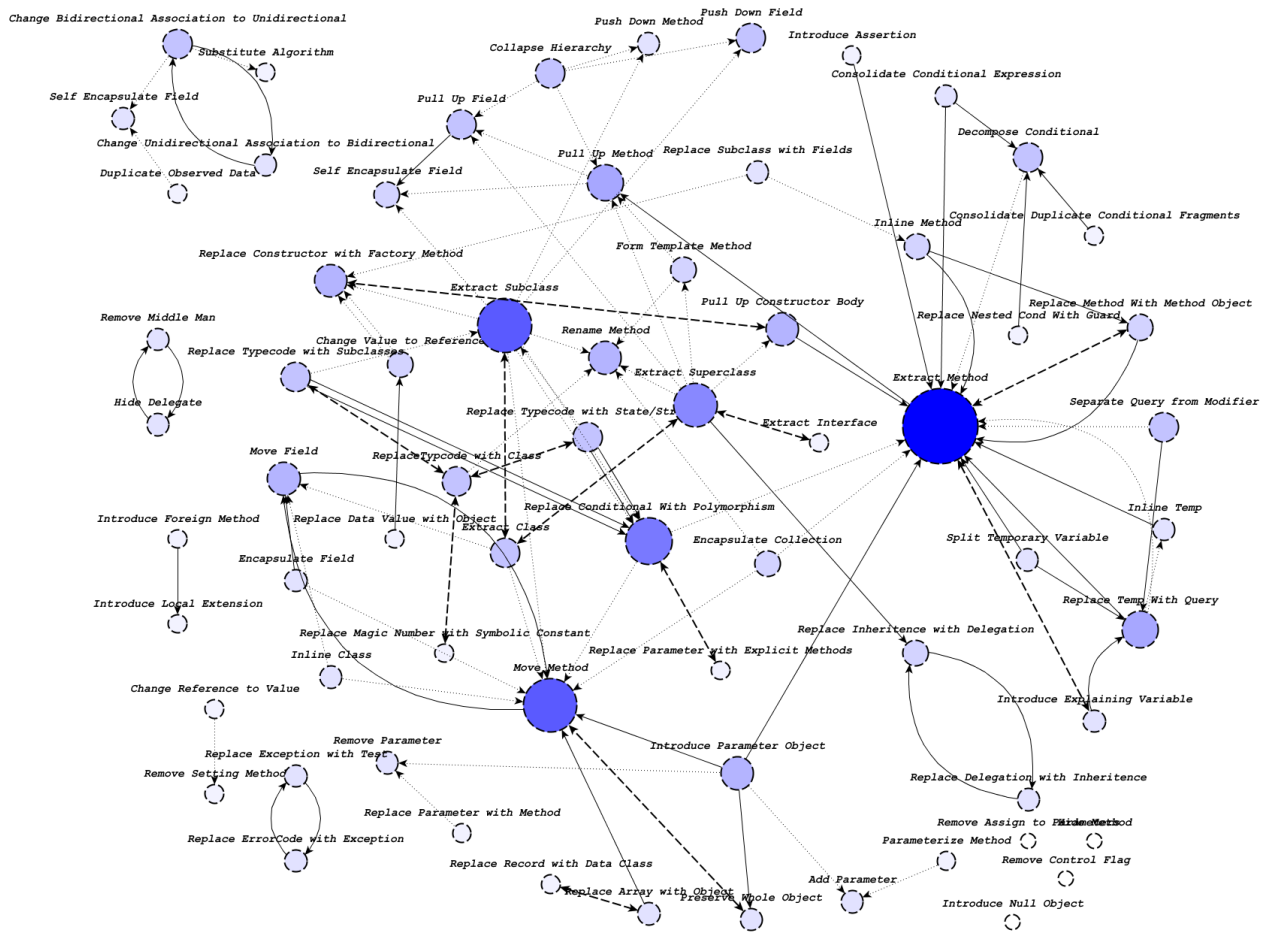 Push Down Field
Change Bidirectional Association to Unidirectional
Push Down Method
Introduce Assertion
Collapse Hierarchy
Substitute Algorithm
Consolidate Conditional Expression
Self Encapsulate Field
Pull Up Field
Decompose Conditional
Change Unidirectional Association to Bidirectional
Pull Up Method
Replace Subclass with Fields
Duplicate Observed Data
Self Encapsulate Field
Consolidate Duplicate Conditional Fragments
Inline Method
Form Template Method
Replace Constructor with Factory Method
Extract Subclass
Pull Up Constructor Body
Replace Method With Method Object
Replace Nested Cond With Guard
Remove Middle Man
Rename Method
Change Value to Reference
Replace Typecode with Subclasses
Extract Superclass
Extract Method
Hide Delegate
Separate Query from Modifier
Replace Typecode with State/Str
Extract Interface
Move Field
ReplaceTypcode with Class
Replace Conditional With Polymorphism
Inline Temp
Introduce Foreign Method
Replace Data Value with Object
Extract Class
Encapsulate Collection
Split Temporary Variable
Encapsulate Field
Introduce Local Extension
Replace Temp With Query
Replace Magic Number with Symbolic Constant
Replace Inheritence with Delegation
Inline Class
Replace Parameter with Explicit Methods
Move Method
Change Reference to Value
Introduce Explaining Variable
Remove Parameter
Introduce Parameter Object
Replace Exception with Test
Remove Setting Method
Replace Delegation with Inheritence
Replace Parameter with Method
Remove Assign to Parameters
Hide Method
Replace ErrorCode with Exception
Parameterize Method
Replace Record with Data Class
Remove Control Flag
Add Parameter
Replace Array with Object
Preserve Whole Object
Introduce Null Object